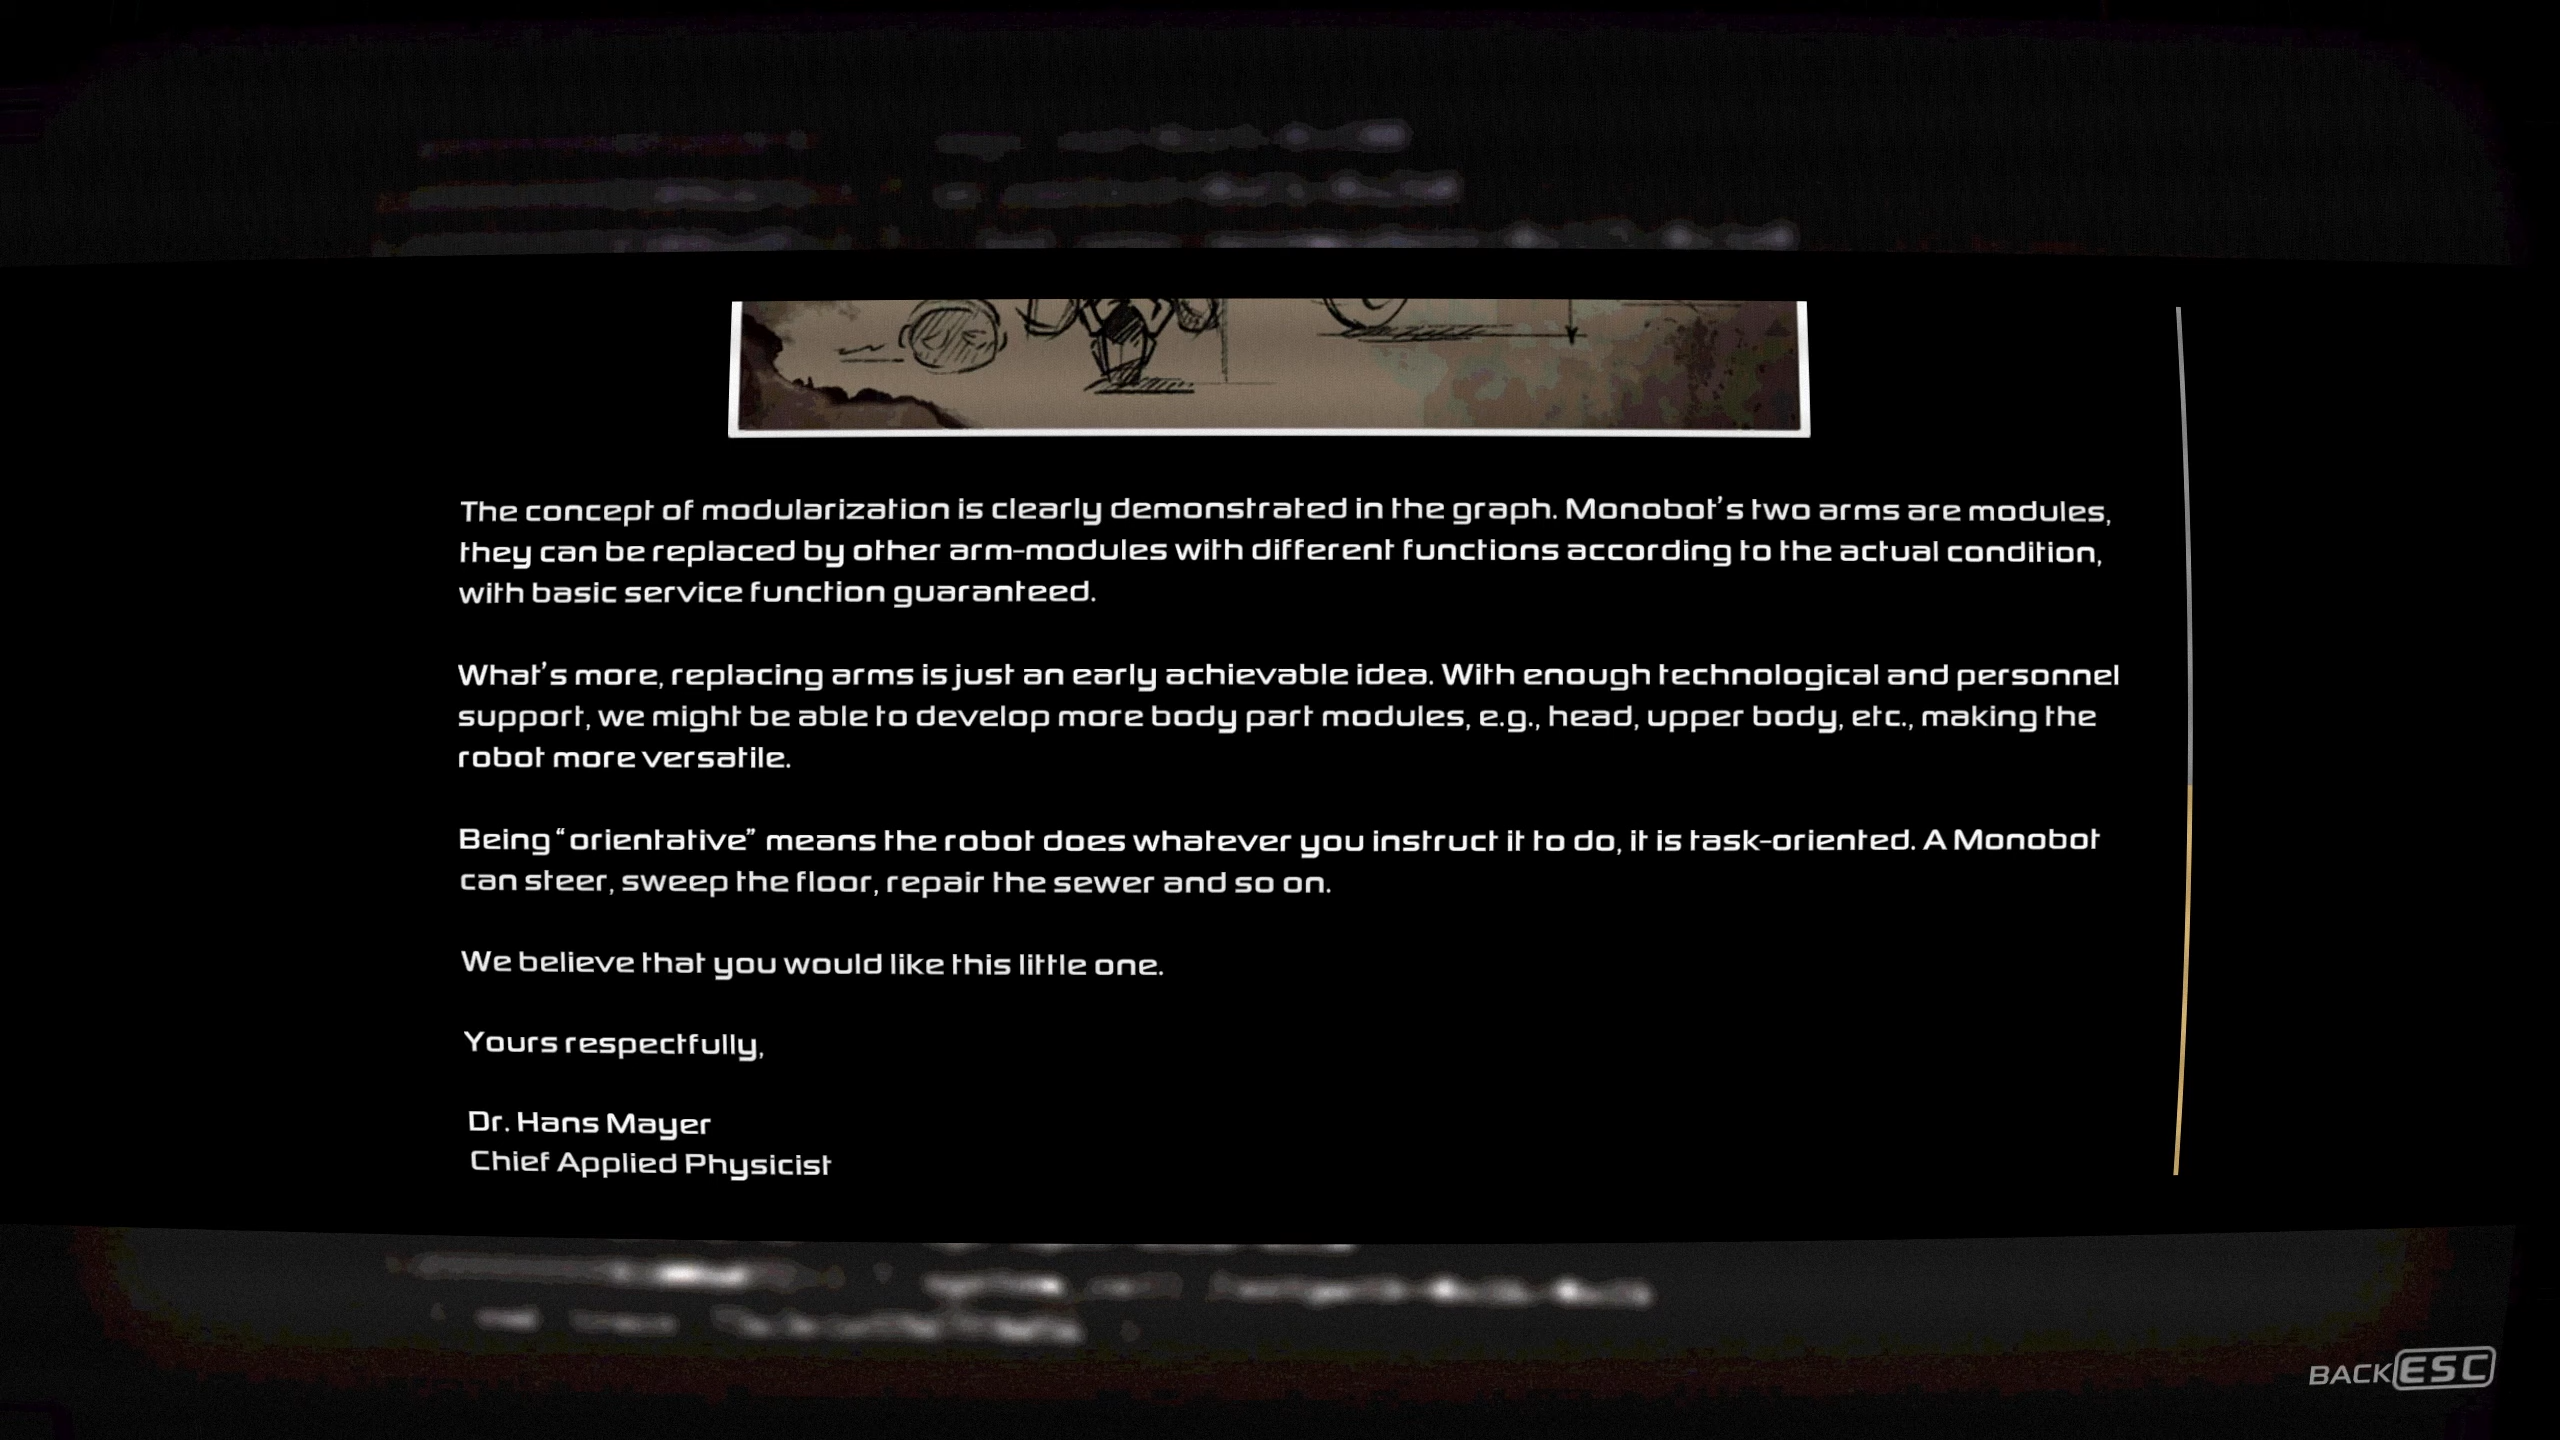 The concept of modularization is clearly demonstrated in the graph. Monobot's two arms are modules,
they can be replaced by other arm-modules with different functions according to the actual condition,
with basic service function guaranteed.
What's more, replacing arms is just an early achievable idea. With enough technological and personnel
support, we might be able to develop more body part modules, e.g., head, upper body, etc., making the
robot more versatile.
Being “orientative” means the robot does whatever you instruct it to do, it is task-oriented. A Monobot
can steer, sweep the floor, repair the sewer and so on.
We believe that you would like this little one.
Yours respectfully,
Dr. Hans Mayer
Chief Applied Physicist
BACK ESC